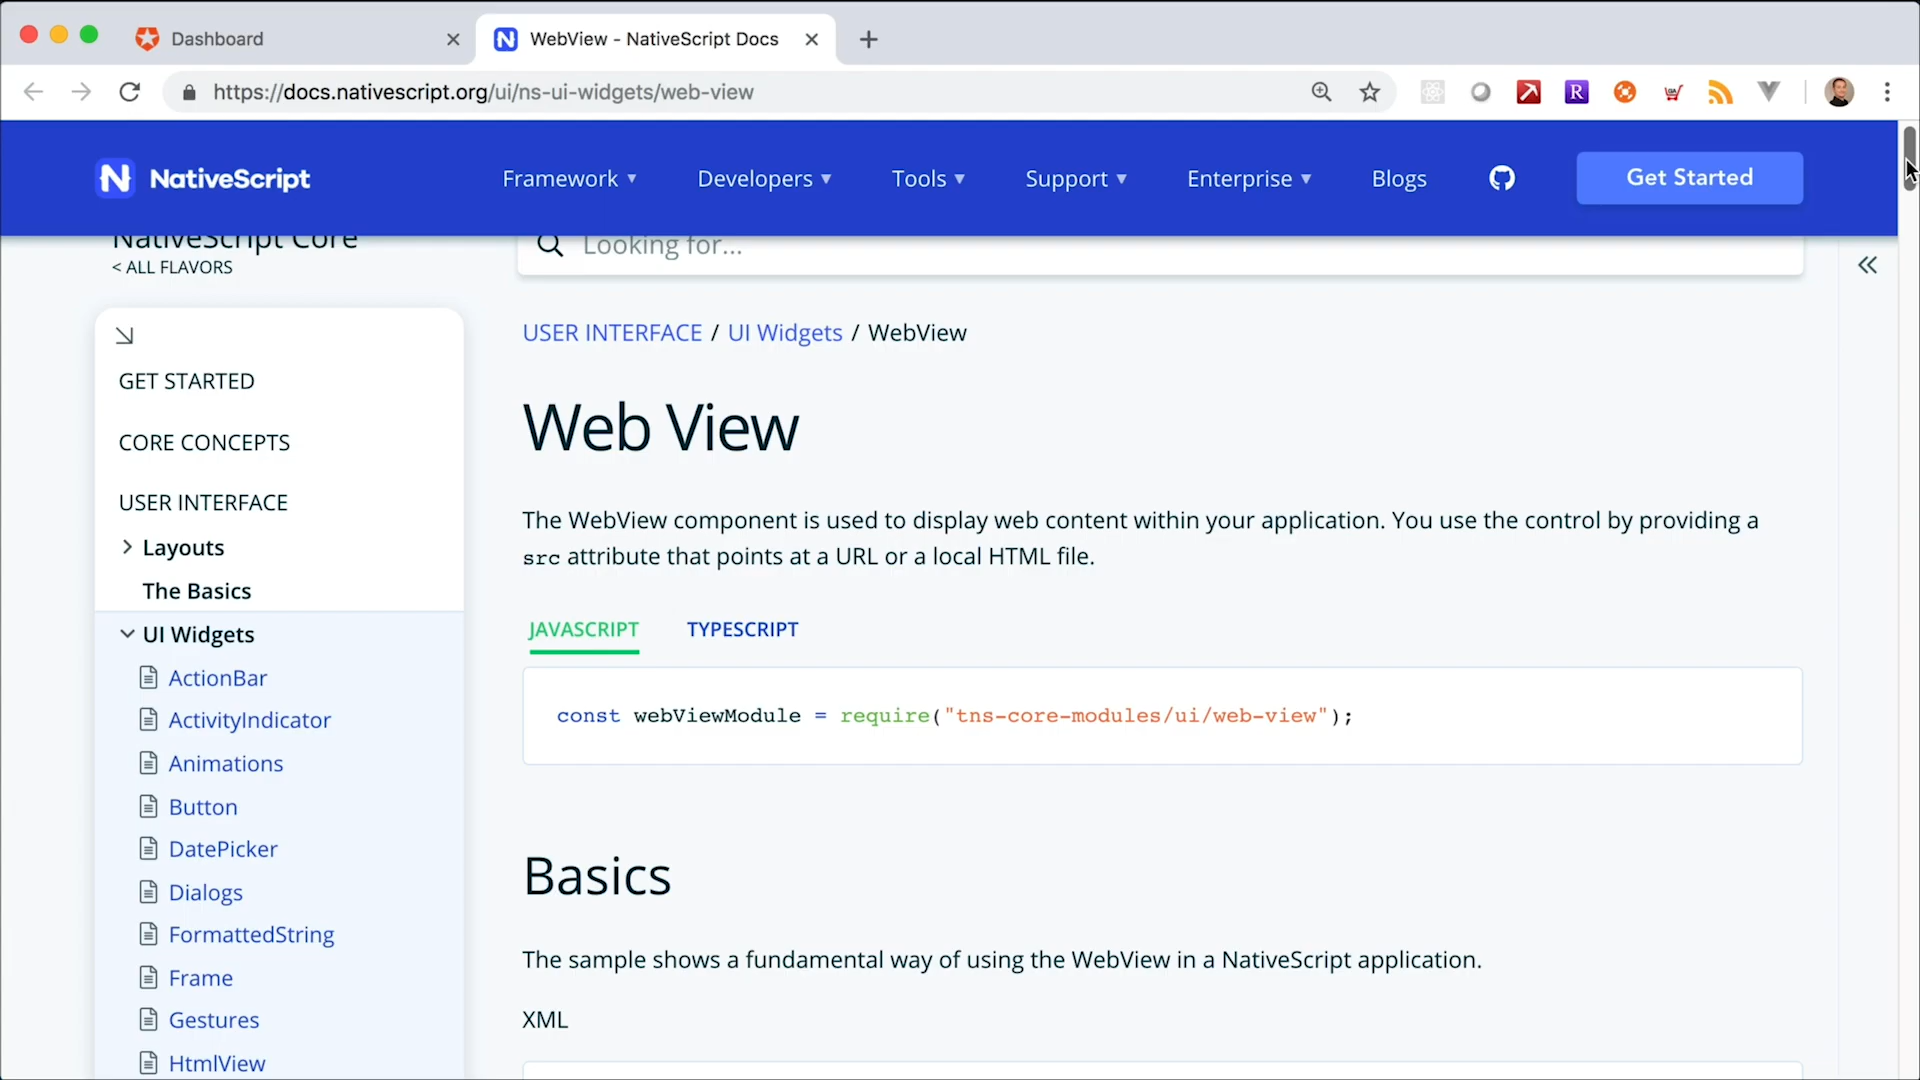 Dashboard
WebView - NativeScript Docs
https://docs.nativescript.org/ui/ns-ui-widgets/web-view
R
N NativeScript
Framework ▾
Developers ▾
Tools ▾
Support ▾
Enterprise ▾
Blogs
Get Started
NativeScript Core
< ALL FLAVORS
Looking for...
GET STARTED
CORE CONCEPTS
USER INTERFACE
Layouts
The Basics
UI Widgets
ActionBar
ActivityIndicator
Animations
Button
DatePicker
Dialogs
FormattedString
Frame
Gestures
HtmlView
USER INTERFACE / UI Widgets / WebView
Web View
The WebView component is used to display web content within your application. You use the control by providing a
src attribute that points at a URL or a local HTML file.
JAVASCRIPT
TYPESCRIPT
const webViewModule = require("tns-core-modules/ui/web-view");
Basics
The sample shows a fundamental way of using the WebView in a NativeScript application.
XML